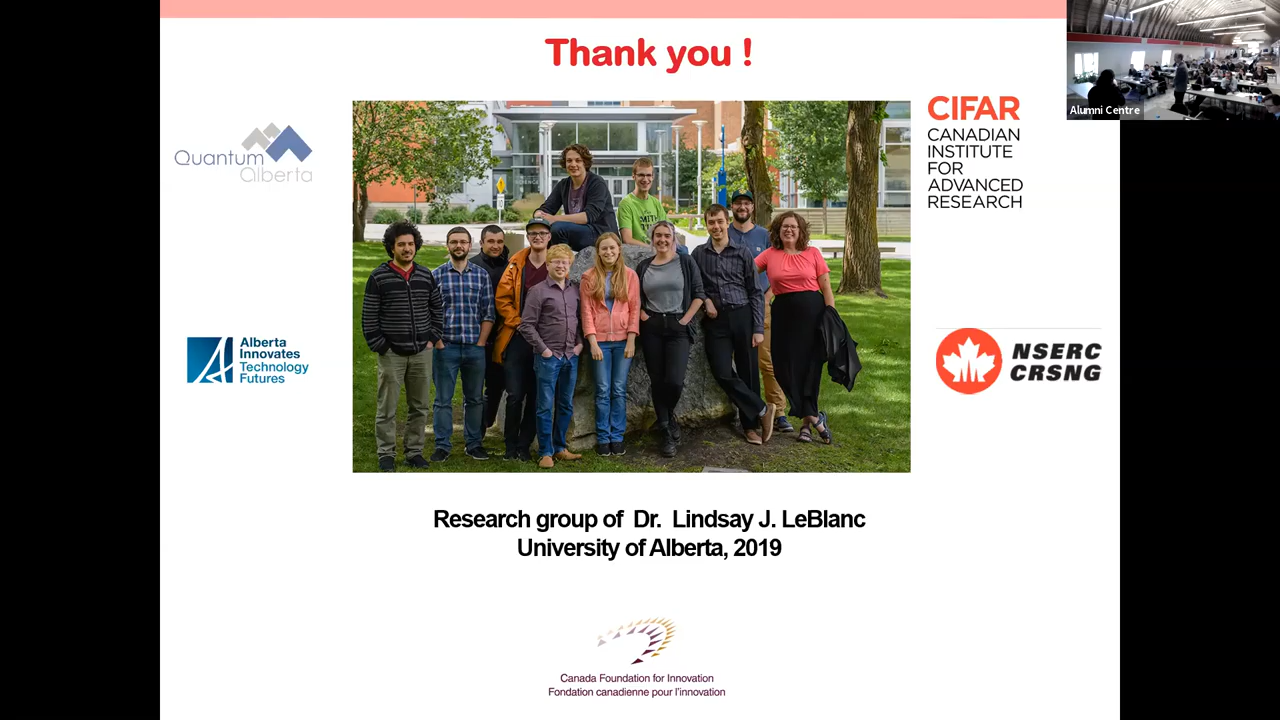 Thank you !
Alumni Centre
Quantum
Alberta
CIFAR
CANADIAN
INSTITUTE
FOR
ADVANCED
RESEARCH
Alberta
Innovates
Technology
Futures
NSERC
CRSNG
Research group of Dr. Lindsay J. LeBlanc
University of Alberta, 2019
Canada Foundation for Innovation
Fondation canadienne pour l'innovation